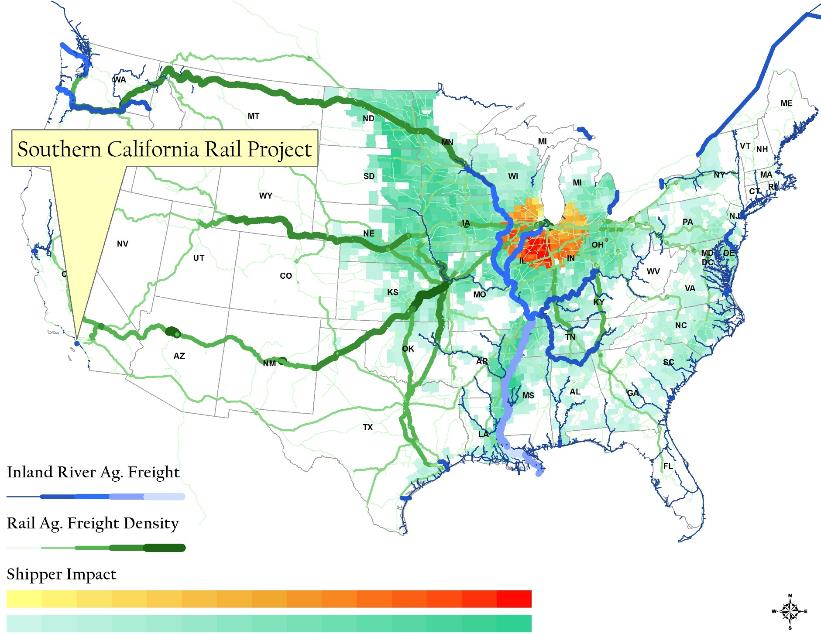 WA
MT
ND
MN
MI
ME
Southern California Rail Project
SD
WI
MI
VT
NH
NY
MA
CT
RI
WY
IA
PA
NJ
NV
NE
UT
IL
IN
OH
MD
DE
DC
C
CO
KS
MO
WV
VA
KY
AZ
NM
OK
AR
TN
NC
SC
TX
LA
MS
AL
GA
FL
Inland River Ag. Freight
Rail Ag. Freight Density
Shipper Impact
N
W
E
S